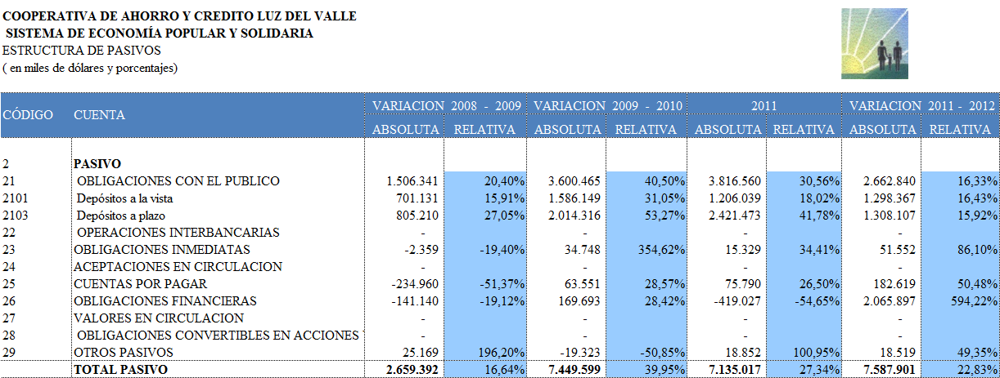 COOPERATIVA DE AHORRO Y CREDITO LUZ DEL VALLE
SISTEMA DE ECONOMÍA POPULAR Y SOLIDARIA
ESTRUCTURA DE PASIVOS
( en miles de dólares y porcentajes)
CÓDIGO CUENTA VARIACION 2008 - 2009 VARIACION 2009 - 2010 2011 VARIACION 2011 - 2012
ABSOLUTA RELATIVA ABSOLUTA RELATIVA ABSOLUTA RELATIVA ABSOLUTA RELATIVA
2 PASIVO
21 OBLIGACIONES CON EL PUBLICO 1.506.341 20,40% 3.600.465 40,50% 3.816.560 30,56% 2.662.840 16,33%
2101 Depósitos a la vista 701.131 15,91% 1.586.149 31,05% 1.206.039 18,02% 1.298.367 16,43%
2103 Depósitos a plazo 805.210 27,05% 2.014.316 53,27% 2.421.473 41,78% 1.308.107 15,92%
22 OPERACIONES INTERBANCARIAS - - - -
23 OBLIGACIONES INMEDIATAS -2.359 -19,40% 34.748 354,62% 15.329 34,41% 51.552 86,10%
24 ACEPTACIONES EN CIRCULACION - - - -
25 CUENTAS POR PAGAR -234.960 -51,37% 63.551 28,57% 75.790 26,50% 182.619 50,48%
26 OBLIGACIONES FINANCIERAS -141.140 -19,12% 169.693 28,42% -419.027 -54,65% 2.065.897 594,22%
27 VALORES EN CIRCULACION - - - -
28 OBLIGACIONES CONVERTIBLES EN ACCIONES - - - -
29 OTROS PASIVOS 25.169 196,20% -19.323 -50,85% 18.852 100,95% 18.519 49,35%
TOTAL PASIVO 2.659.392 16,64% 7.449.599 39,95% 7.135.017 27,34% 7.587.901 22,83%